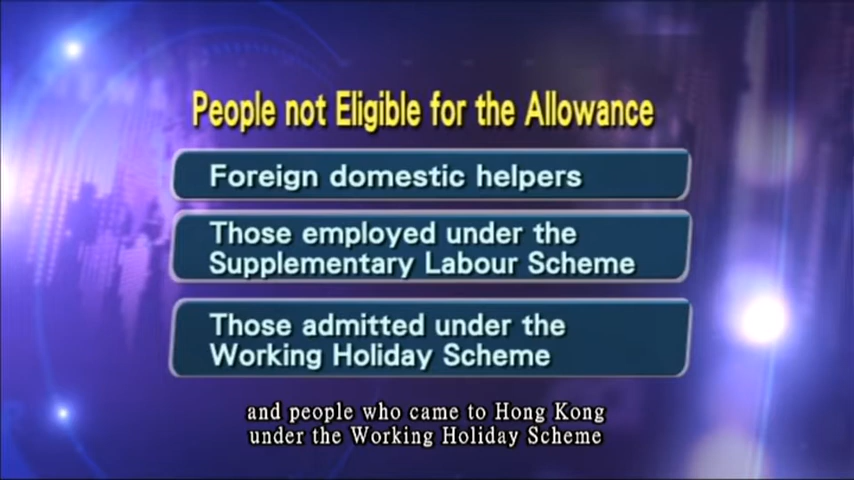 People not Eligible for the Allowance
Foreign domestic helpers
Those employed under the
Supplementary Labour Scheme
Those admitted under the
Working Holiday Scheme
and people who came to Hong Kong
under the Working Holiday Scheme